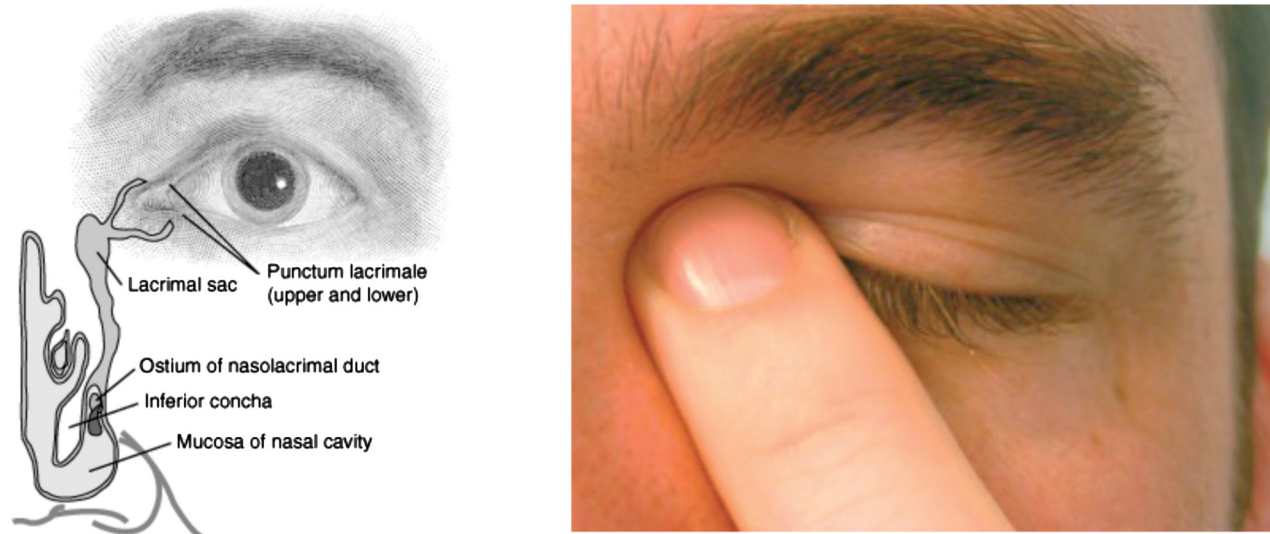 Punctum lacrimale
(upper and lower)
Lacrimal sac
Ostium of nasolacrimal duct
Inferior concha
Mucosa of nasal cavity